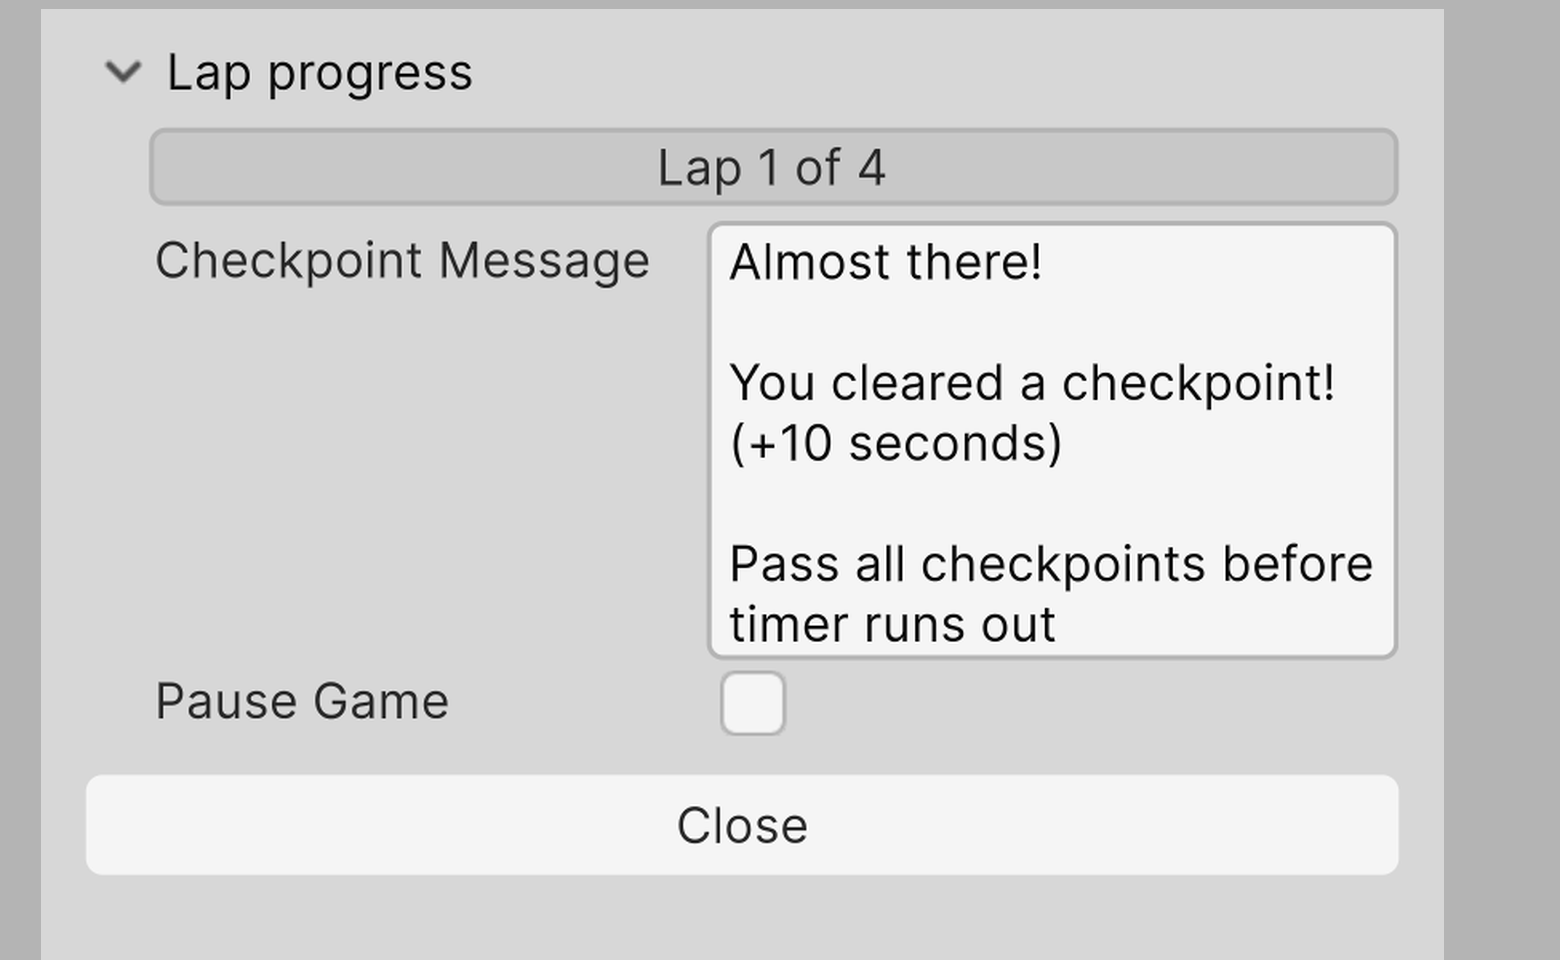 Lap progress
Lap 1 of 4
Checkpoint Message
Almost there!
You cleared a checkpoint!
(+10 seconds)
Pass all checkpoints before
timer runs out
Pause Game
Close